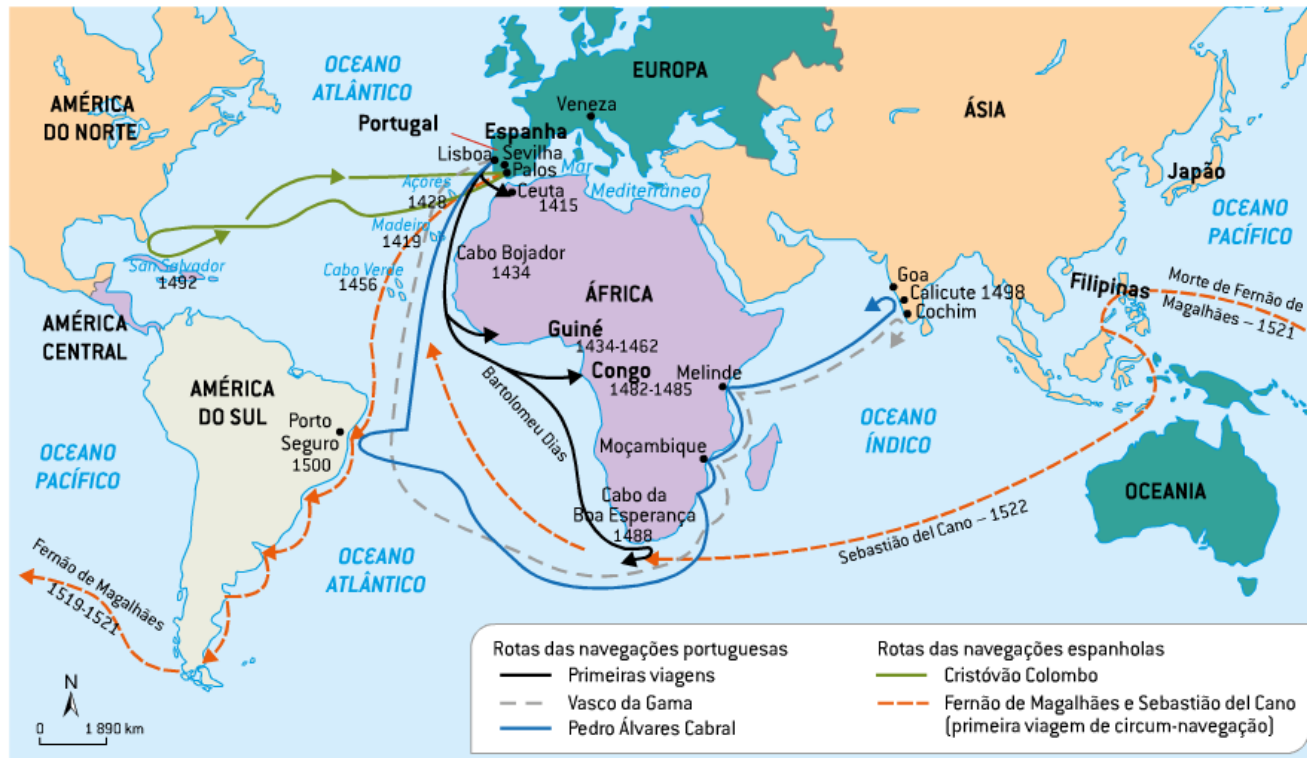 OCEANO
ATLÂNTICO
AMÉRICA
DO NORTE
EUROPA
Veneza
Portugal
Espanha
Lisboa
Sevilha
Palos
Mar
Mediterrâneo
Ceuta
1415
Açores
1428
Madeira
1419
Cabo Bojador
1434
Cabo Verde
1456
San Salvador
1492
ÁSIA
Japão
OCEANO
PACÍFICO
Goa
Calicute 1498
Cochim
Filipinas
Morte de Fernão de
Magalhães – 1521
AMÉRICA
CENTRAL
ÁFRICA
Guiné
1434-1462
Congo
1482-1485
Melinde
Bartolomeu Dias
AMÉRICA
DO SUL
Porto
Seguro
1500
OCEANO
PACÍFICO
Moçambique
OCEANO
ÍNDICO
Cabo da
Boa Esperança
1488
OCEANIA
Sebastião del Cano – 1522
OCEANO
ATLÂNTICO
Fernão de Magalhães
1519-1521
N
0 1 890 km
Rotas das navegações portuguesas
Primeiras viagens
Vasco da Gama
Pedro Álvares Cabral
Rotas das navegações espanholas
Cristóvão Colombo
Fernão de Magalhães e Sebastião del Cano
(primeira viagem de circum-navegação)